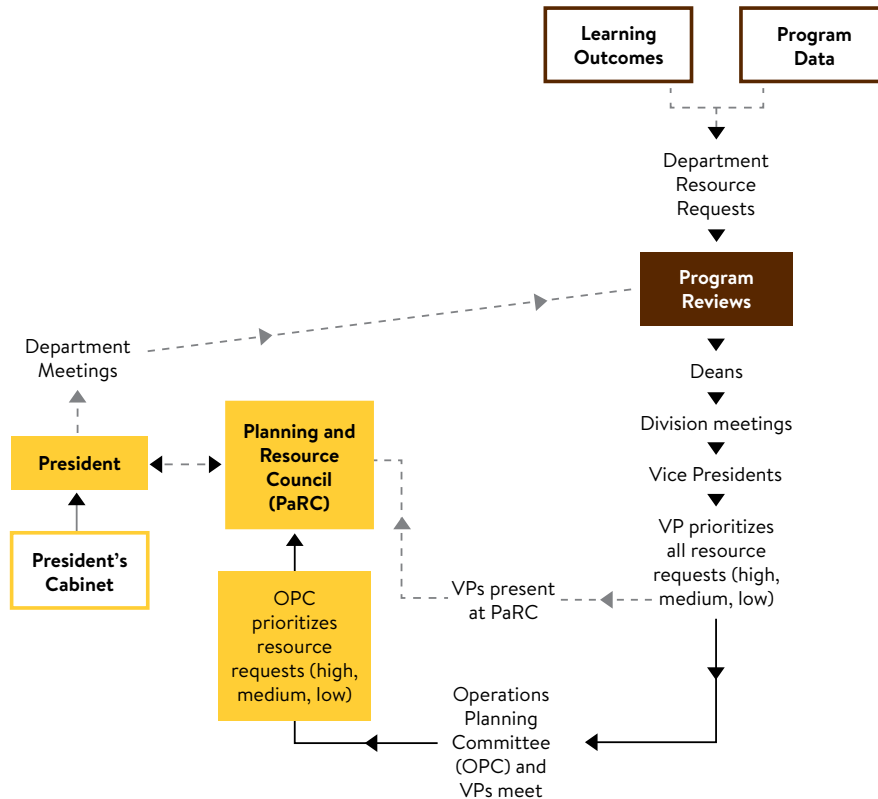 Learning
Outcomes
Program
Data
Department
Resource
Requests
Program
Reviews
Deans
Division meetings
Vice Presidents
VP prioritizes
all resource
requests (high,
medium, low)
VPs present
at PaRC
Operations
Planning
Committee
(OPC) and
VPs meet
OPC
prioritizes
resource
requests (high,
medium, low)
Planning and
Resource
Council
(PaRC)
President
President’s
Cabinet
Department
Meetings